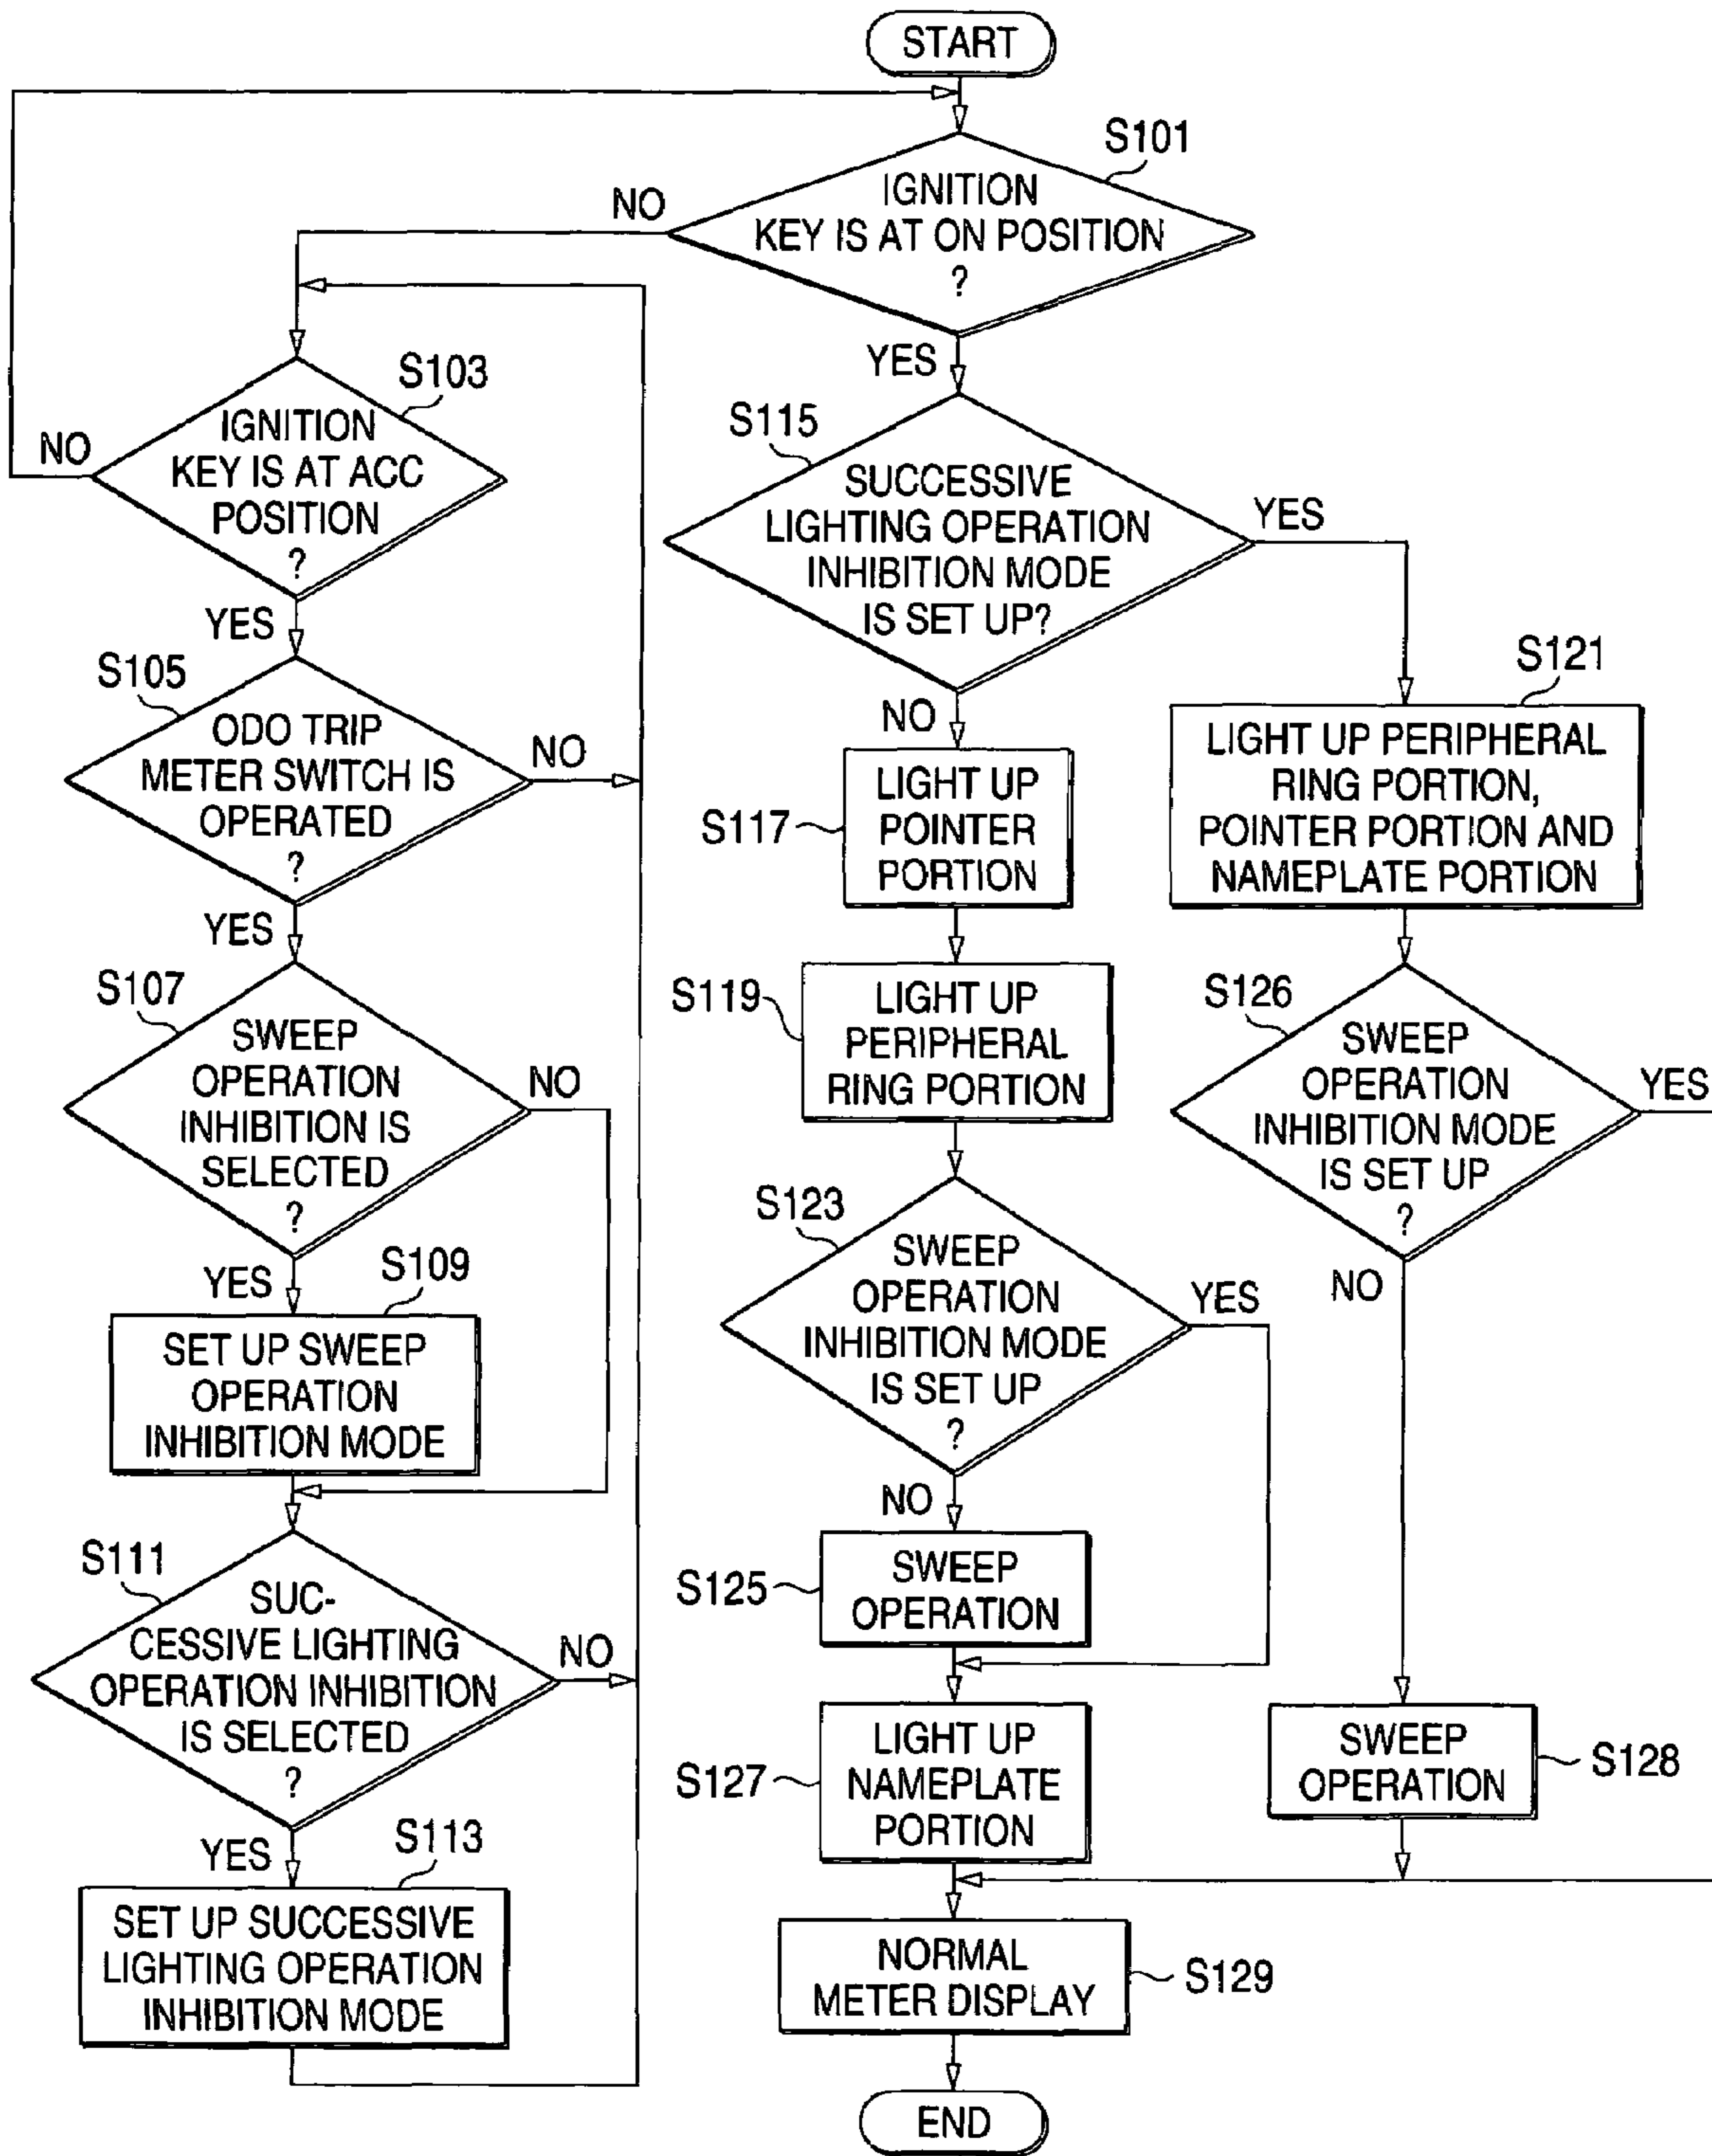 START
S101
IGNITION
KEY IS AT ON POSITION
?
NO
YES
S103
IGNITION
KEY IS AT ACC
POSITION
?
NO
YES
S105
ODO TRIP
METER SWITCH IS
OPERATED
?
NO
YES
S107
SWEEP
OPERATION
INHIBITION IS
SELECTED
?
NO
YES
S109
SET UP SWEEP
OPERATION
INHIBITION MODE
S111
SUC-
CESSIVE LIGHTING
OPERATION INHIBITION
IS SELECTED
?
NO
YES
S113
SET UP SUCCESSIVE
LIGHTING OPERATION
INHIBITION MODE
S115
SUCCESSIVE
LIGHTING OPERATION
INHIBITION MODE
IS SET UP?
YES
NO
S117
LIGHT UP
POINTER
PORTION
S119
LIGHT UP
PERIPHERAL
RING PORTION
S123
SWEEP
OPERATION
INHIBITION MODE
IS SET UP
?
YES
NO
S125
SWEEP
OPERATION
S127
LIGHT UP
NAMEPLATE
PORTION
S121
LIGHT UP PERIPHERAL
RING PORTION,
POINTER PORTION AND
NAMEPLATE PORTION
S126
SWEEP
OPERATION
INHIBITION MODE
IS SET UP
?
YES
NO
SWEEP
OPERATION
S128
NORMAL
METER DISPLAY
S129
END